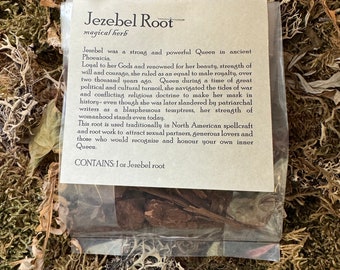 Jezebel Root
magical herb
Jezebel was a strong and powerful Queen in ancient
Phoenicia.
Loyal to her Gods and renowned for her beauty, strength of
will and courage, she ruled as an equal to male royalty, over
two thousand years ago. Queen during a time of great
political and cultural turmoil, she navigated the tides of war
and conflicting religious doctrine to make her mark in
history- even though she was later slandered by patriarchal
writers as a blasphemous temptress, her strength of
womanhood stands even today.
This root is used traditionally in North American spellcraft
and root work to attract sexual partners, generous lovers and
those who would recognise and honour your own inner
Queen.
CONTAINS: 1 oz Jezebel root